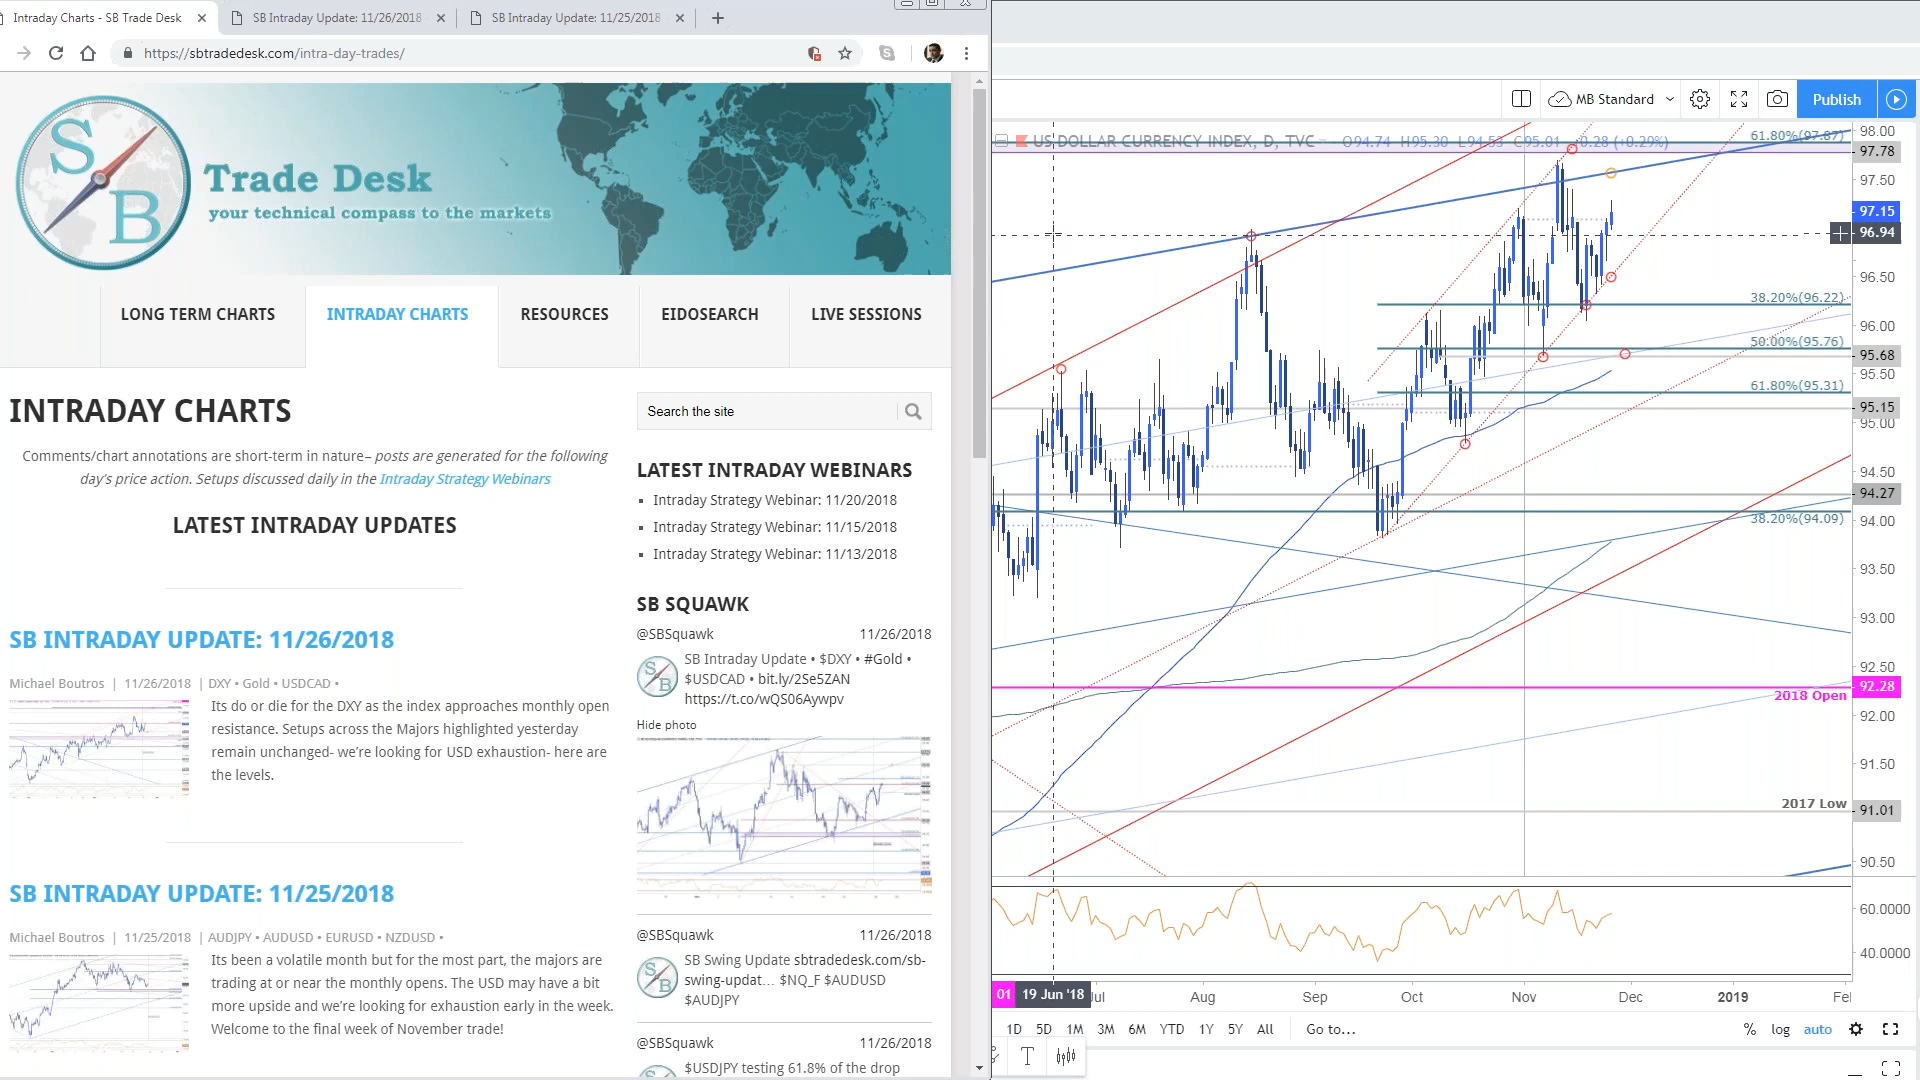 Intraday Charts - SB Trade Desk
SB Intraday Update: 11/26/2018
SB Intraday Update: 11/25/2018
https://sbtradedesk.com/intra-day-trades/
S
B
Trade Desk
your technical compass to the markets
LONG TERM CHARTS
INTRADAY CHARTS
RESOURCES
EIDOSEARCH
LIVE SESSIONS
INTRADAY CHARTS
Comments/chart annotations are short-term in nature– posts are generated for the following
day's price action. Setups discussed daily in the Intraday Strategy Webinars
LATEST INTRADAY UPDATES
SB INTRADAY UPDATE: 11/26/2018
Michael Boutros | 11/26/2018 | DXY • Gold • USDCAD •
Its do or die for the DXY as the index approaches monthly open
resistance. Setups across the Majors highlighted yesterday
remain unchanged- we're looking for USD exhaustion- here are
the levels.
SB INTRADAY UPDATE: 11/25/2018
Michael Boutros | 11/25/2018 | AUDJPY • AUDUSD • EURUSD • NZDUSD •
Its been a volatile month but for the most part, the majors are
trading at or near the monthly opens. The USD may have a bit
more upside and we're looking for exhaustion early in the week.
Welcome to the final week of November trade!
Search the site
LATEST INTRADAY WEBINARS
Intraday Strategy Webinar: 11/20/2018
Intraday Strategy Webinar: 11/15/2018
Intraday Strategy Webinar: 11/13/2018
SB SQUAWK
@SBSquawk 11/26/2018
SB Intraday Update • $DXY • #Gold •
$USDCAD • bit.ly/2Se5ZAN
https://t.co/wQS06Aywpv
Hide photo
@SBSquawk 11/26/2018
SB Swing Update sbtradedesk.com/sb-
swing-updat… $NQ_F $AUDUSD
$AUDJPY
@SBSquawk 11/26/2018
$USDJPY testing 61.8% of the drop
MB Standard
Publish
US DOLLAR CURRENCY INDEX, D, TVC O94.74 H95.30 L94.53 C95.01 +0.28 (+0.29%)
61.80%(97.87)
38.20%(96.22)
50.00%(95.76)
61.80%(95.31)
38.20%(94.09)
2018 Open
2017 Low
98.00
97.78
97.50
97.15
96.94
96.50
96.00
95.68
95.50
95.15
95.00
94.50
94.27
94.00
93.50
93.00
92.50
92.28
92.00
91.50
91.01
90.50
60.0000
40.0000
01
19 Jun '18
Jul
Aug
Sep
Oct
Nov
Dec
2019
1D 5D 1M 3M 6M YTD 1Y 5Y All Go to...
% log auto
T